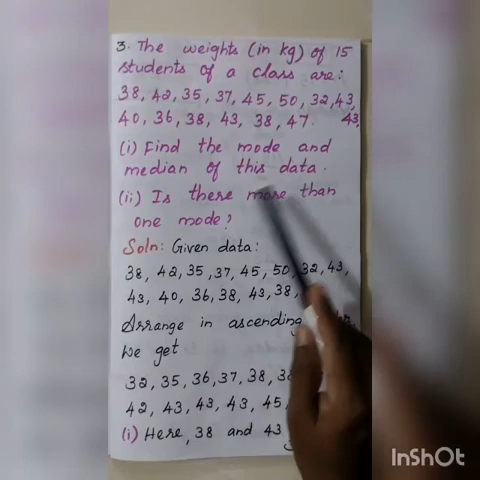 3. The weights (in kg) of 15
students of a class are:
38, 42, 35, 37, 45, 50, 32, 43,
40, 36, 38, 43, 38, 47. 43,
(i) Find the mode and
median of this data.
(ii) Is there more than
one mode?
Soln: Given data:
38, 42, 35, 37, 45, 50, 32, 43,
43, 40, 36, 38, 43, 38,
Arrange in ascending
We get
32, 35, 36, 37, 38, 38
42, 43, 43, 43, 45,
(i) Here, 38 and 43
InShOt